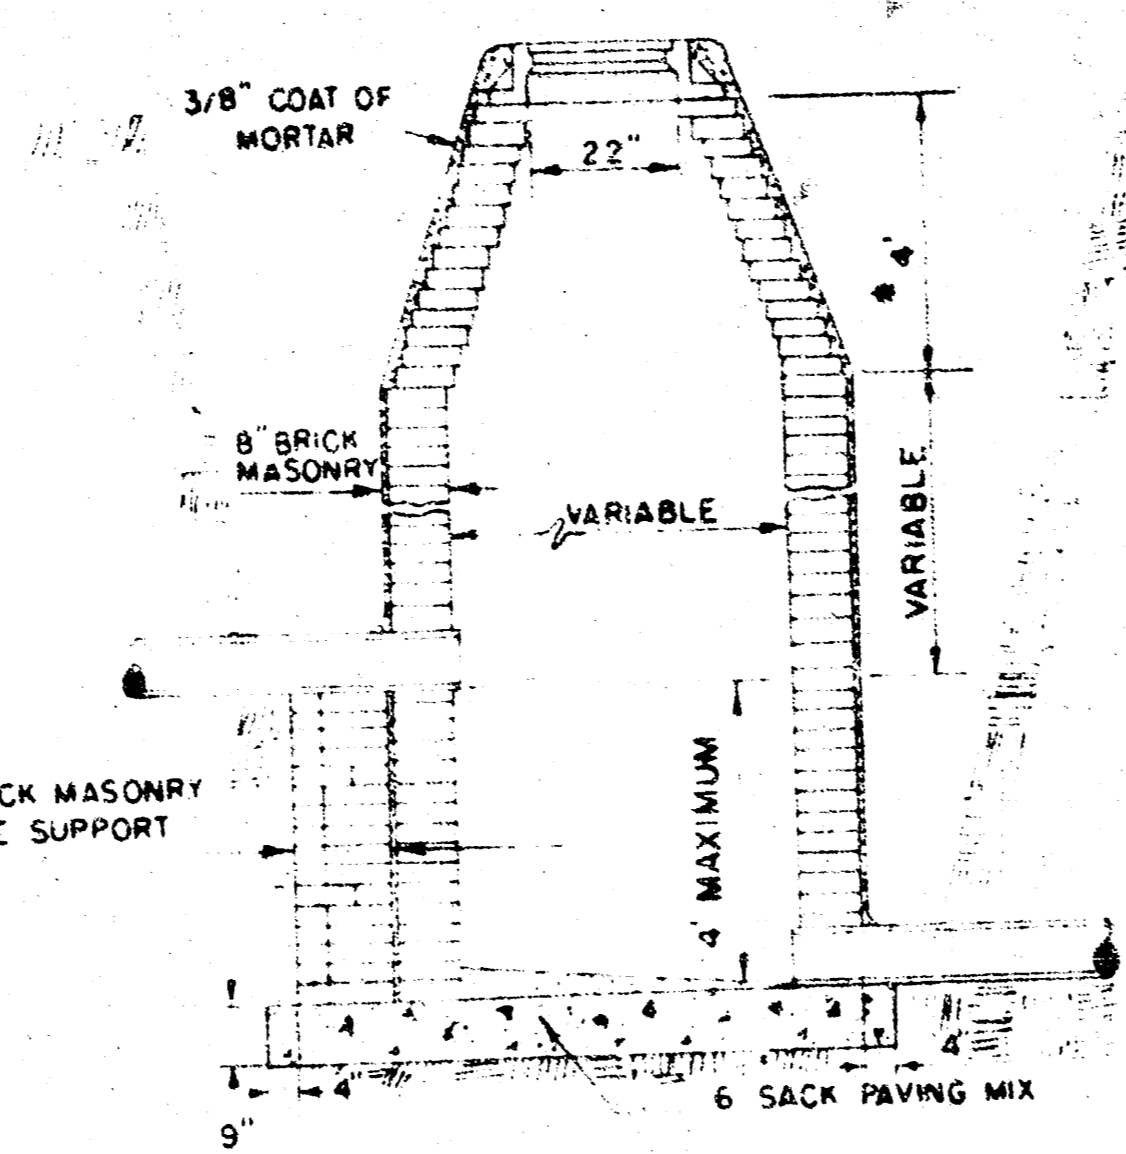 3/8" COAT OF
MORTAR
22"
* 4'
8" BRICK
MASONRY
VARIABLE
VARIABLE
CK MASONRY
E SUPPORT
4' MAXIMUM
4"
4"
9"
6 SACK PAVING MIX